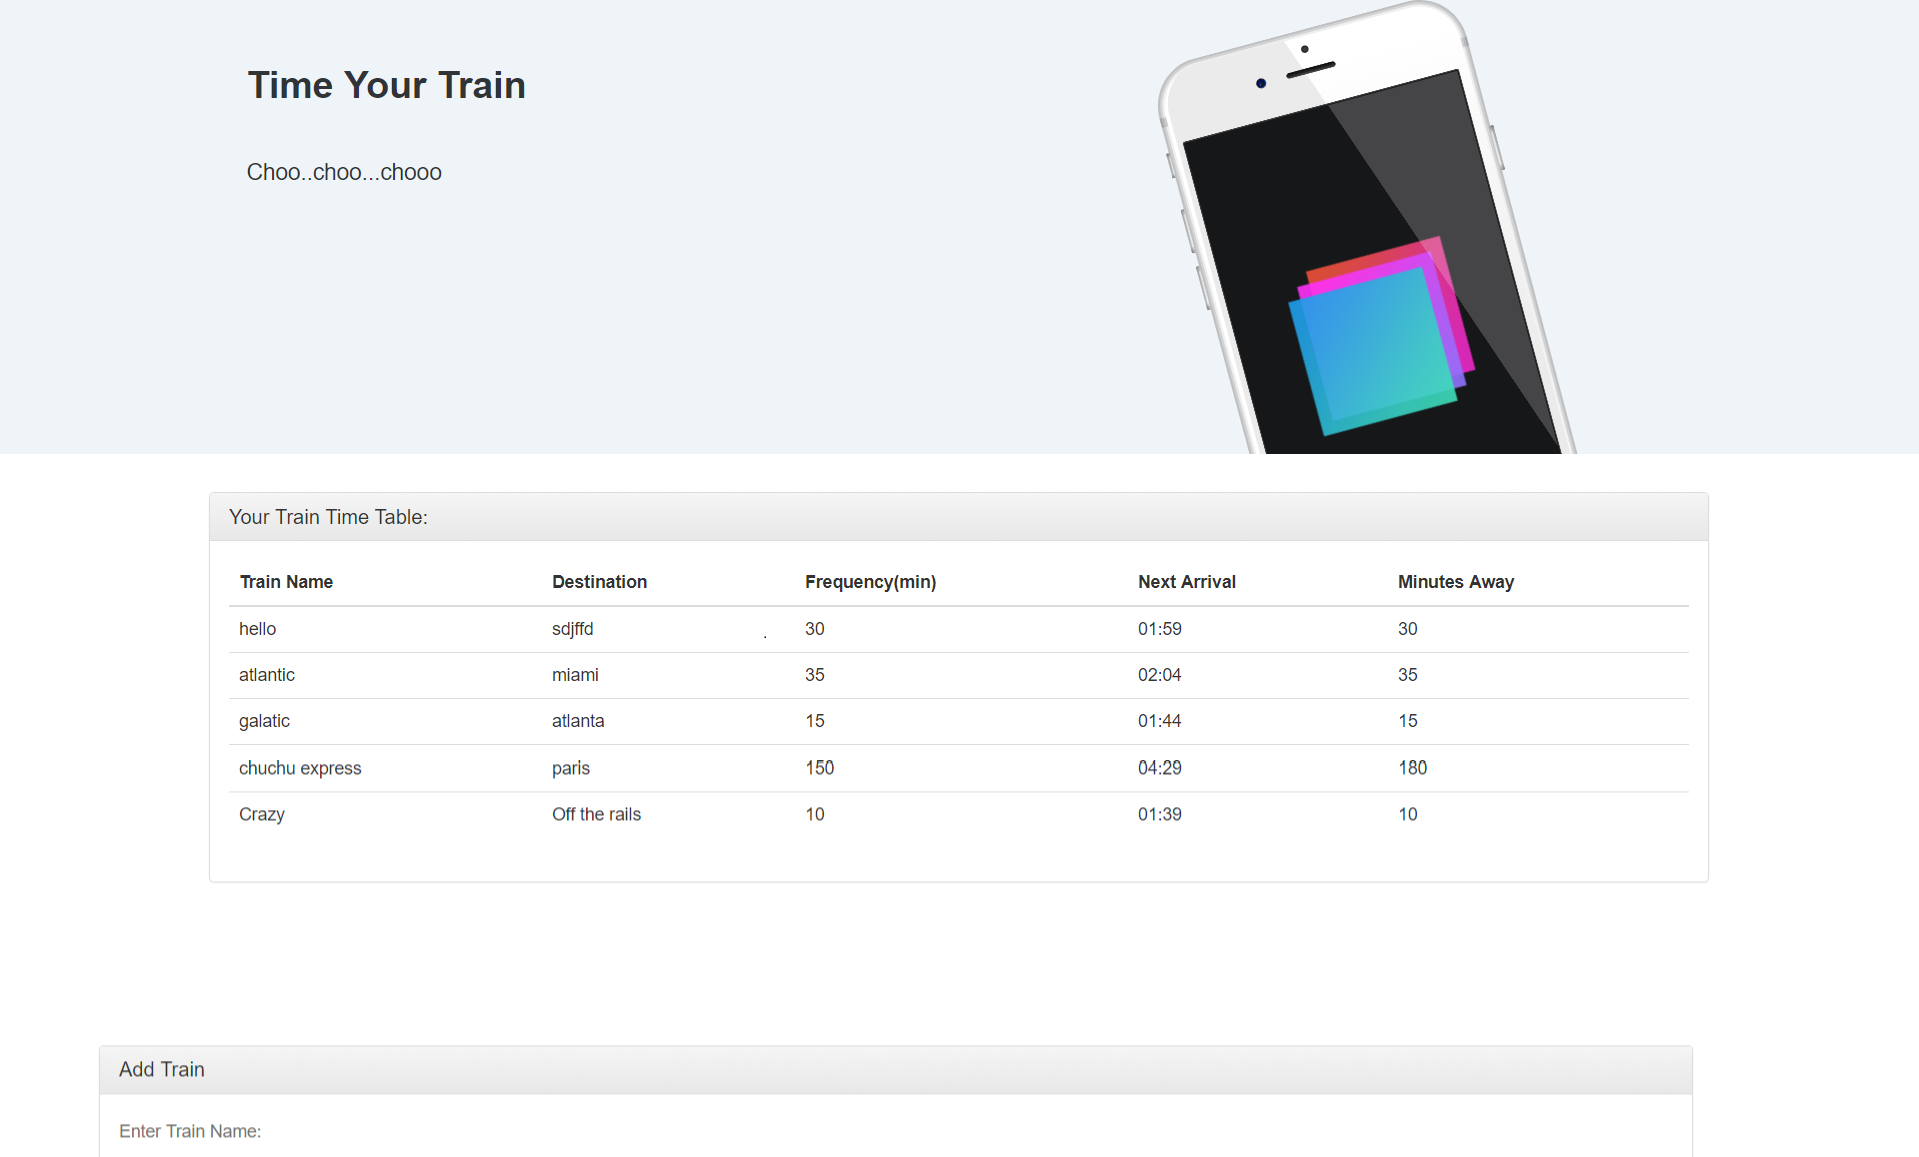 Time Your Train
Choo..choo...chooo
Your Train Time Table:
Train Name Destination Frequency(min) Next Arrival Minutes Away
hello sdjffd . 30 01:59 30
atlantic miami 35 02:04 35
galatic atlanta 15 01:44 15
chuchu express paris 150 04:29 180
Crazy Off the rails 10 01:39 10
Add Train
Enter Train Name: